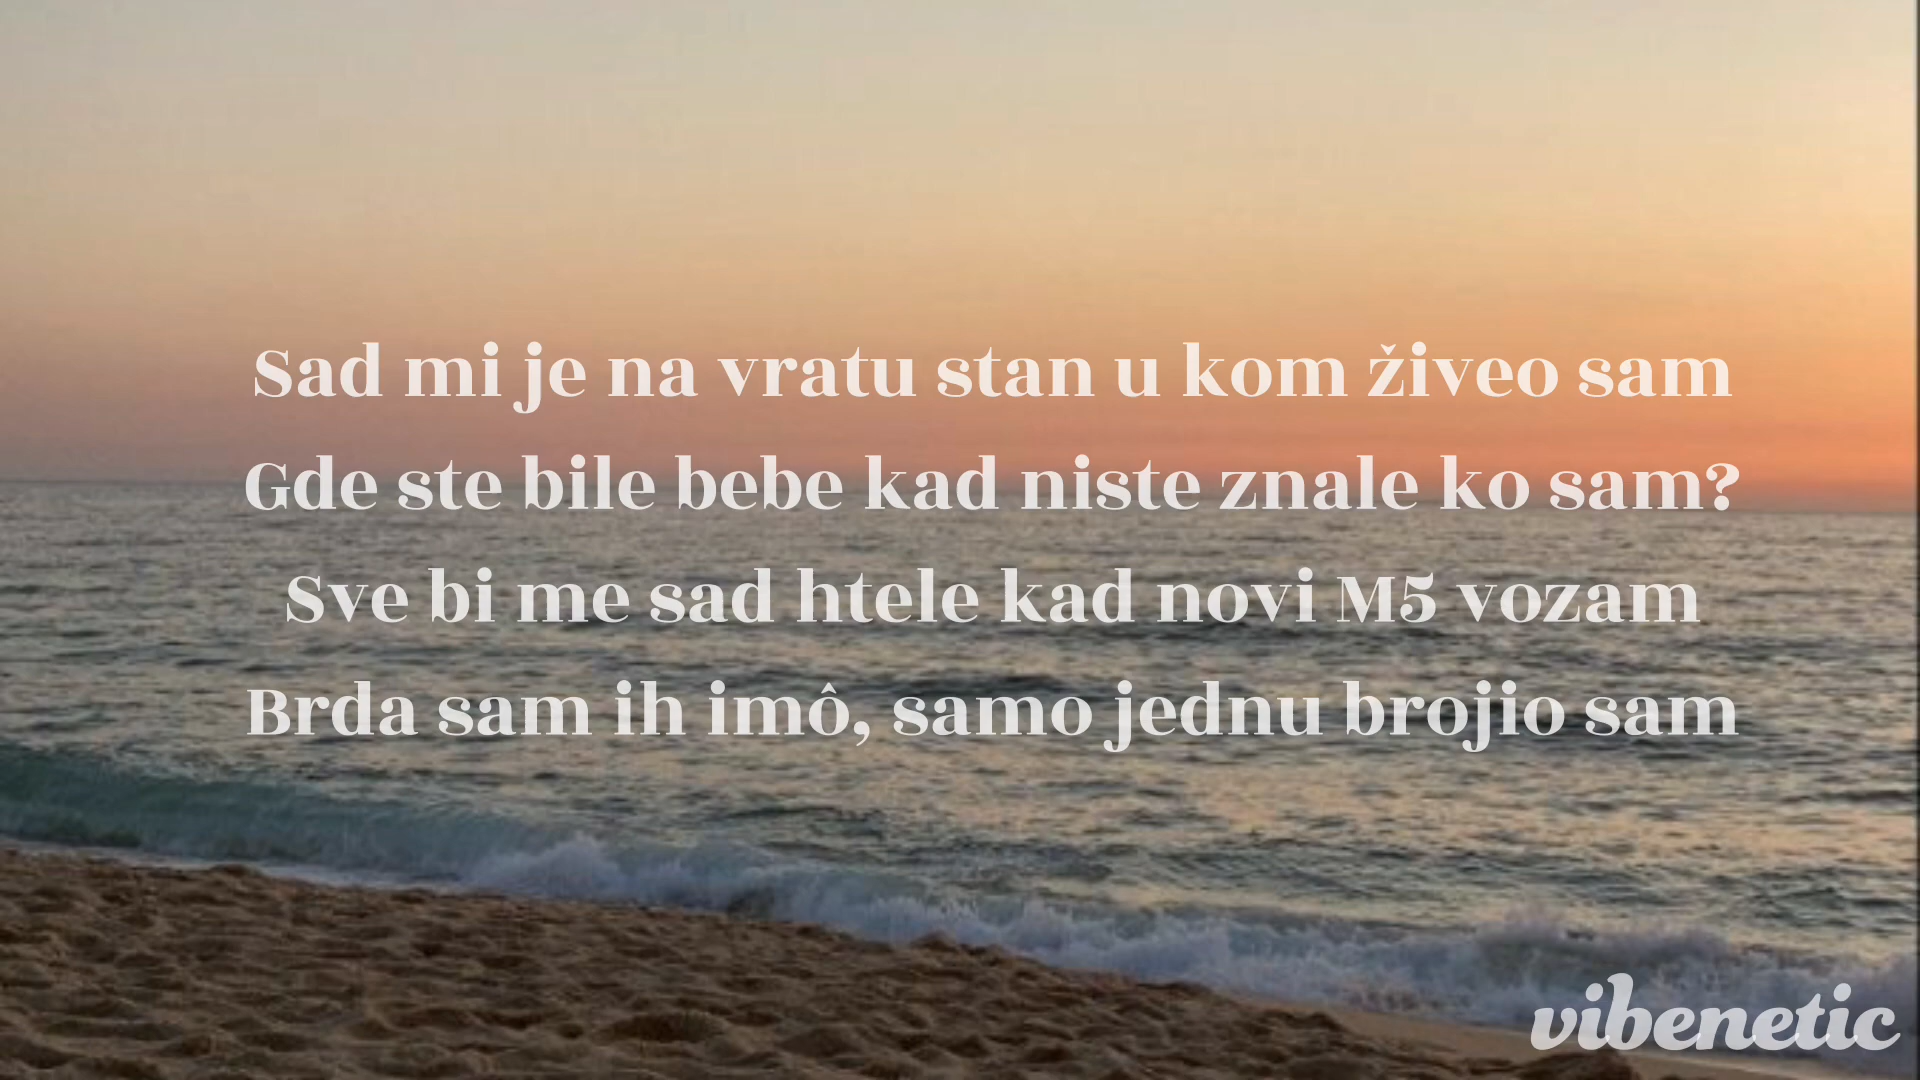 Sad mi je na vratu stan u kom živeo sam
Gde ste bile bebe kad niste znale ko sam?
Sve bi me sad htele kad novi M5 vozam
Brda sam ih imô, samo jednu brojio sam
vibenetic